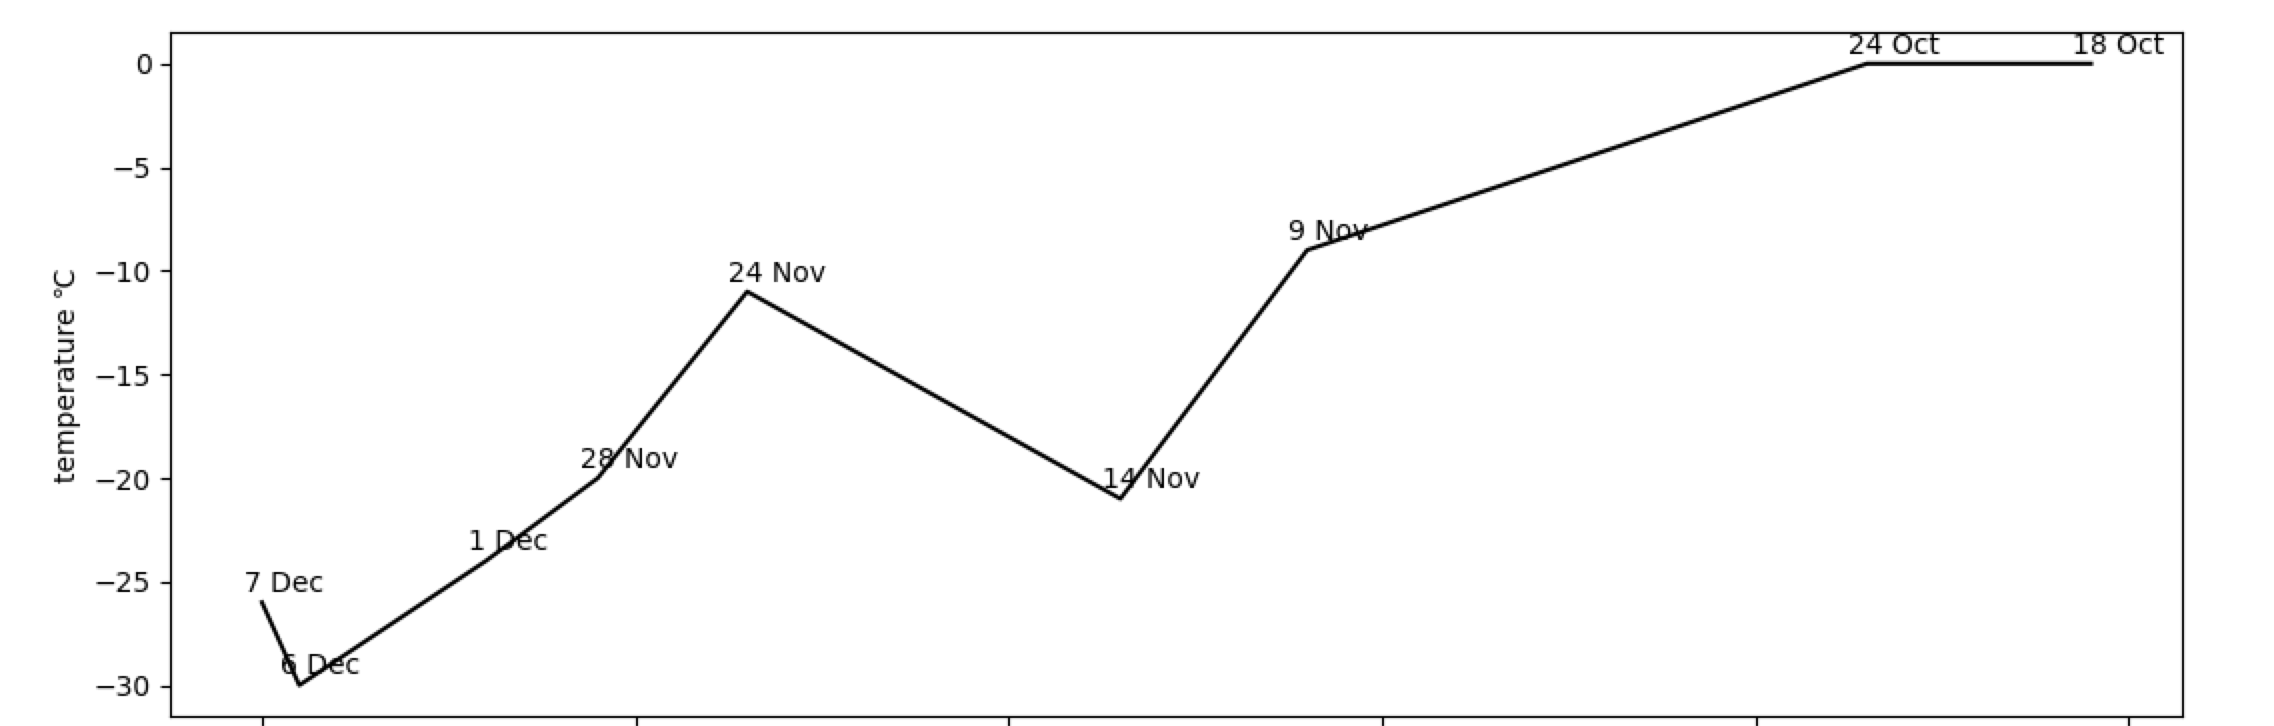 24 Oct
18 Oct
0
−5
9 Nov
−10
24 Nov
−15
28 Nov
−20
14 Nov
1 Dec
−25
7 Dec
6 Dec
−30
temperature °C